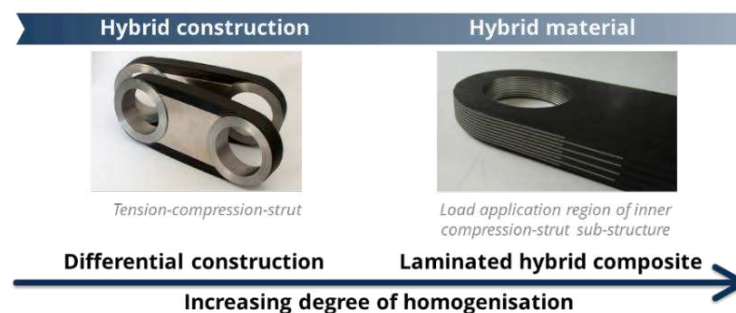 Hybrid construction
Hybrid material
Tension-compression-strut
Load application region of inner
compression-strut sub-structure
Differential construction
Laminated hybrid composite
Increasing degree of homogenisation